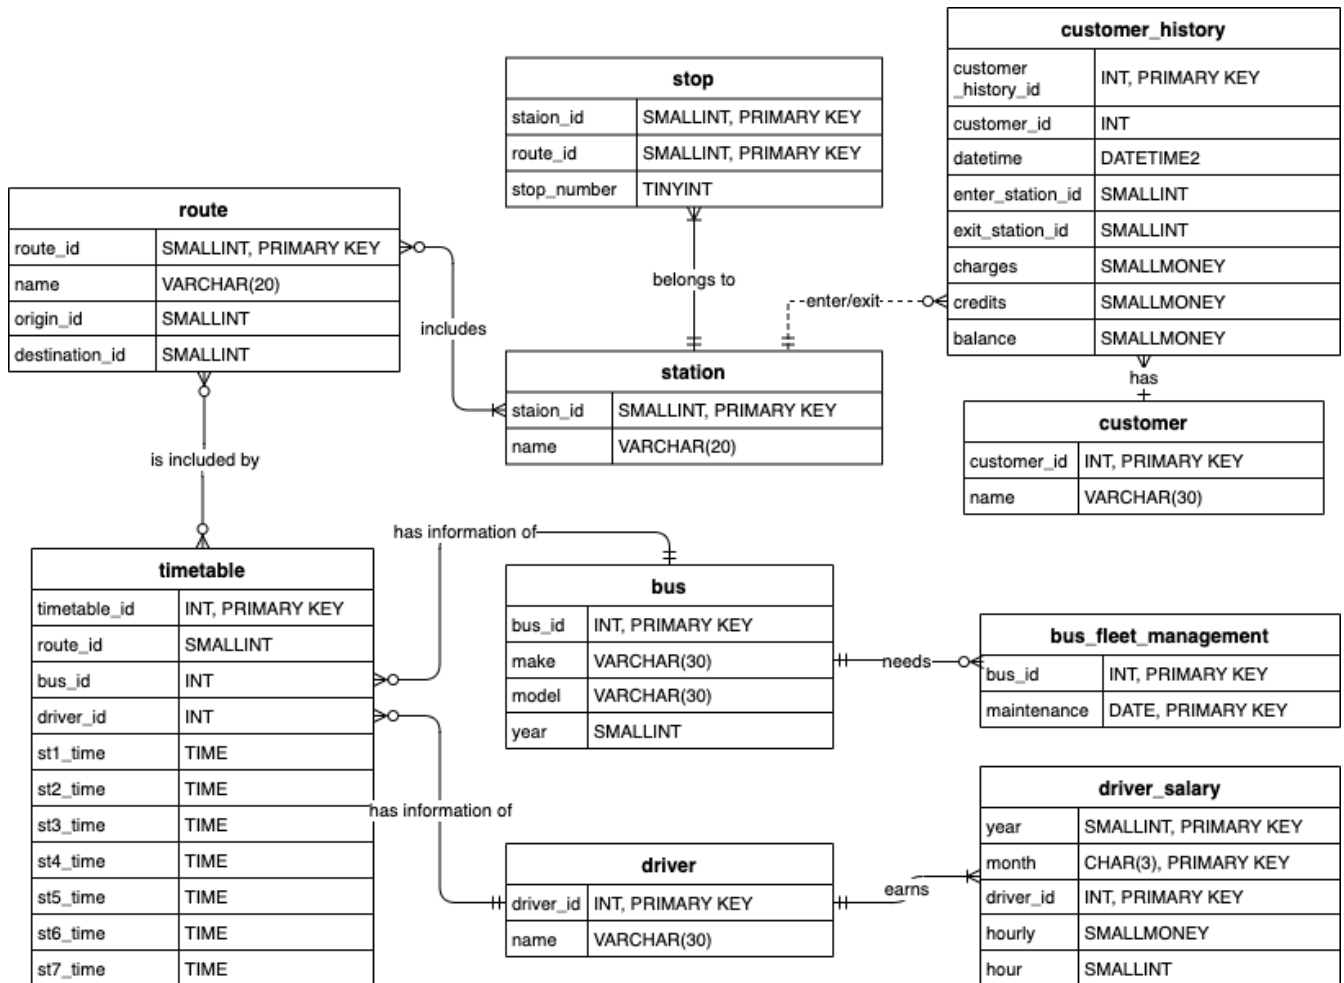 customer_history
customer
_history_id INT, PRIMARY KEY
customer_id INT
datetime DATETIME2
enter_station_id SMALLINT
exit_station_id SMALLINT
charges SMALLMONEY
credits SMALLMONEY
balance SMALLMONEY
stop
staion_id SMALLINT, PRIMARY KEY
route_id SMALLINT, PRIMARY KEY
stop_number TINYINT
route
route_id SMALLINT, PRIMARY KEY
name VARCHAR(20)
origin_id SMALLINT
destination_id SMALLINT
belongs to
enter/exit
includes
has
station
staion_id SMALLINT, PRIMARY KEY
name VARCHAR(20)
customer
customer_id INT, PRIMARY KEY
name VARCHAR(30)
is included by
has information of
timetable
timetable_id INT, PRIMARY KEY
route_id SMALLINT
bus_id INT
driver_id INT
st1_time TIME
st2_time TIME
st3_time TIME
st4_time TIME
st5_time TIME
st6_time TIME
st7_time TIME
bus
bus_id INT, PRIMARY KEY
make VARCHAR(30)
model VARCHAR(30)
year SMALLINT
needs
bus_fleet_management
bus_id INT, PRIMARY KEY
maintenance DATE, PRIMARY KEY
has information of
driver
driver_id INT, PRIMARY KEY
name VARCHAR(30)
earns
driver_salary
year SMALLINT, PRIMARY KEY
month CHAR(3), PRIMARY KEY
driver_id INT, PRIMARY KEY
hourly SMALLMONEY
hour SMALLINT